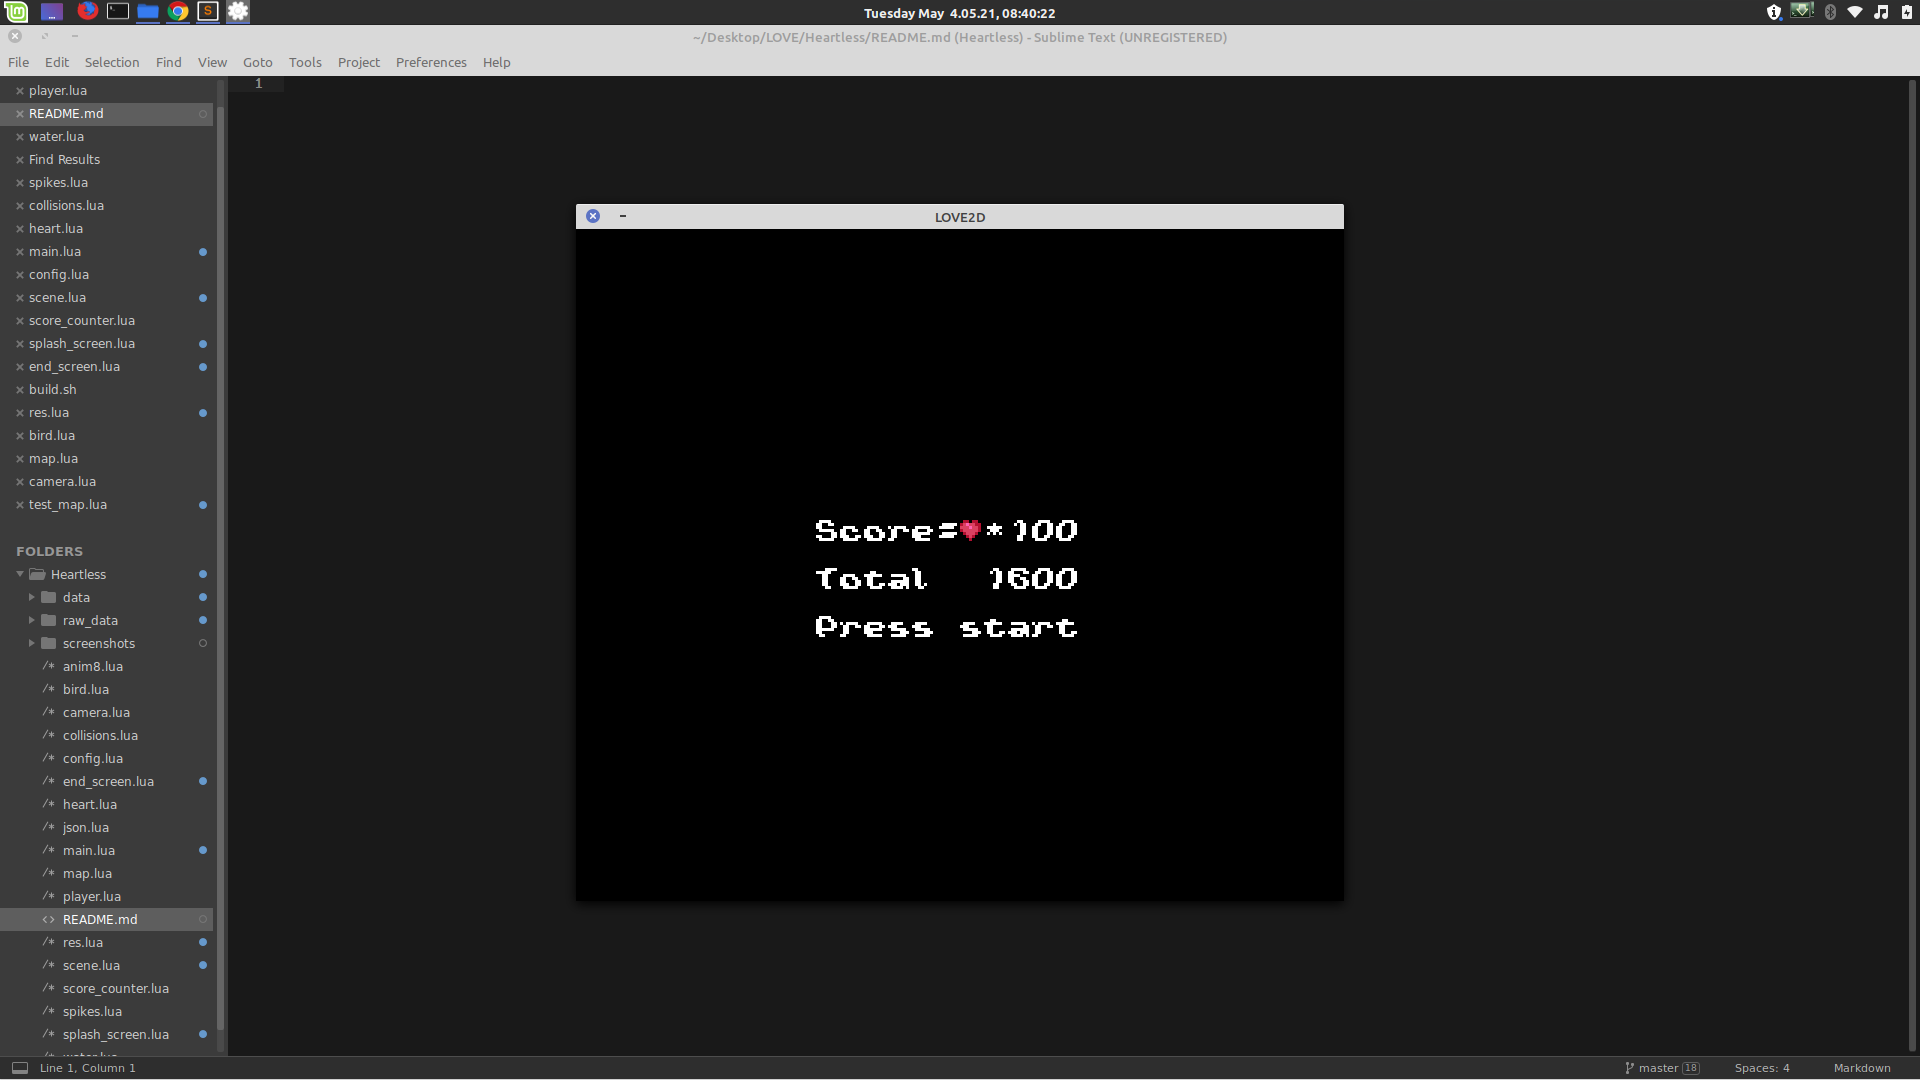 Tuesday May  4.05.21, 08:40:22
~/Desktop/LOVE/Heartless/README.md (Heartless) - Sublime Text (UNREGISTERED)
File Edit Selection Find View Goto Tools Project Preferences Help
player.lua
README.md
water.lua
Find Results
spikes.lua
collisions.lua
heart.lua
main.lua
config.lua
scene.lua
score_counter.lua
splash_screen.lua
end_screen.lua
build.sh
res.lua
bird.lua
map.lua
camera.lua
test_map.lua
FOLDERS
Heartless
data
raw_data
screenshots
/* anim8.lua
/* bird.lua
/* camera.lua
/* collisions.lua
/* config.lua
/* end_screen.lua
/* heart.lua
/* json.lua
/* main.lua
/* map.lua
/* player.lua
<> README.md
/* res.lua
/* scene.lua
/* score_counter.lua
/* spikes.lua
/* splash_screen.lua
1
LOVE2D
Score=♥*100
Total 1600
Press start
Line 1, Column 1
master 18
Spaces: 4
Markdown